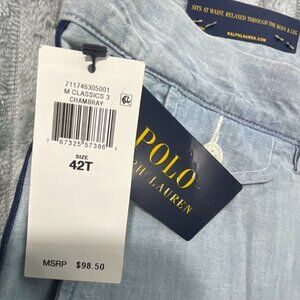 SITS AT WAIST, RELAXED THROUGH THE BODY & LEG
RALPHLAUREN.COM
711746305001
M CLASSICS 3
CHAMBRAY
7 67325 57386 1
SIZE
42T
MSRP $98.50
POLO
RALPH LAUREN